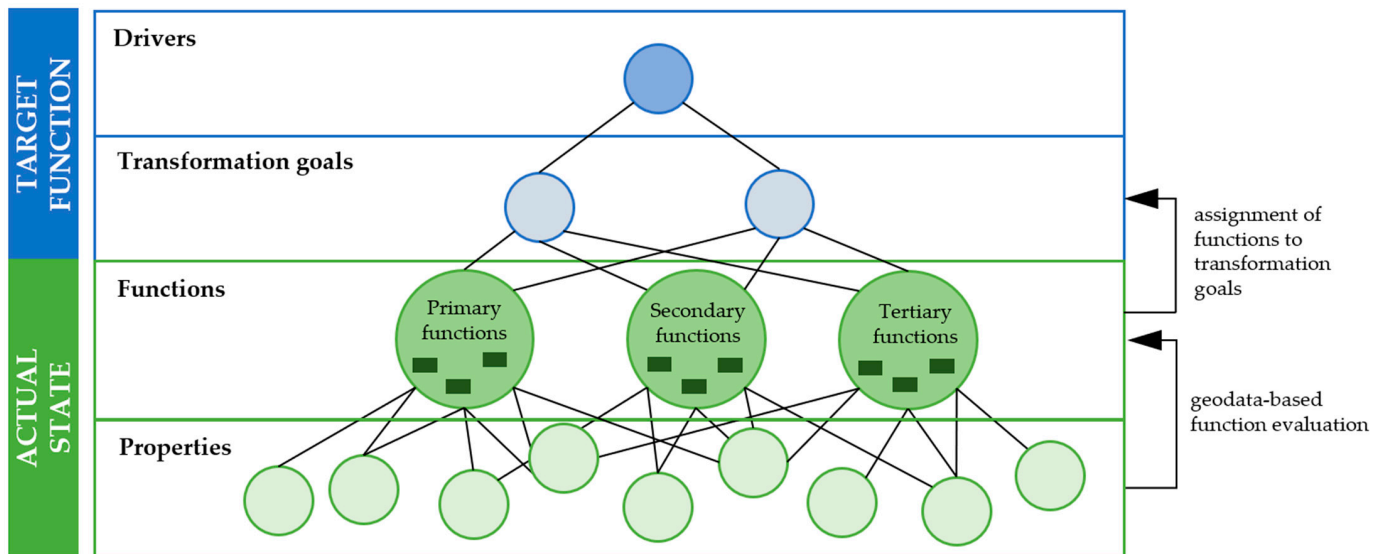 TARGET
FUNCTION
Drivers
Transformation goals
assignment of
functions to
transformation
goals
ACTUAL
STATE
Functions
Primary
functions
Secondary
functions
Tertiary
functions
geodata-based
function evaluation
Properties